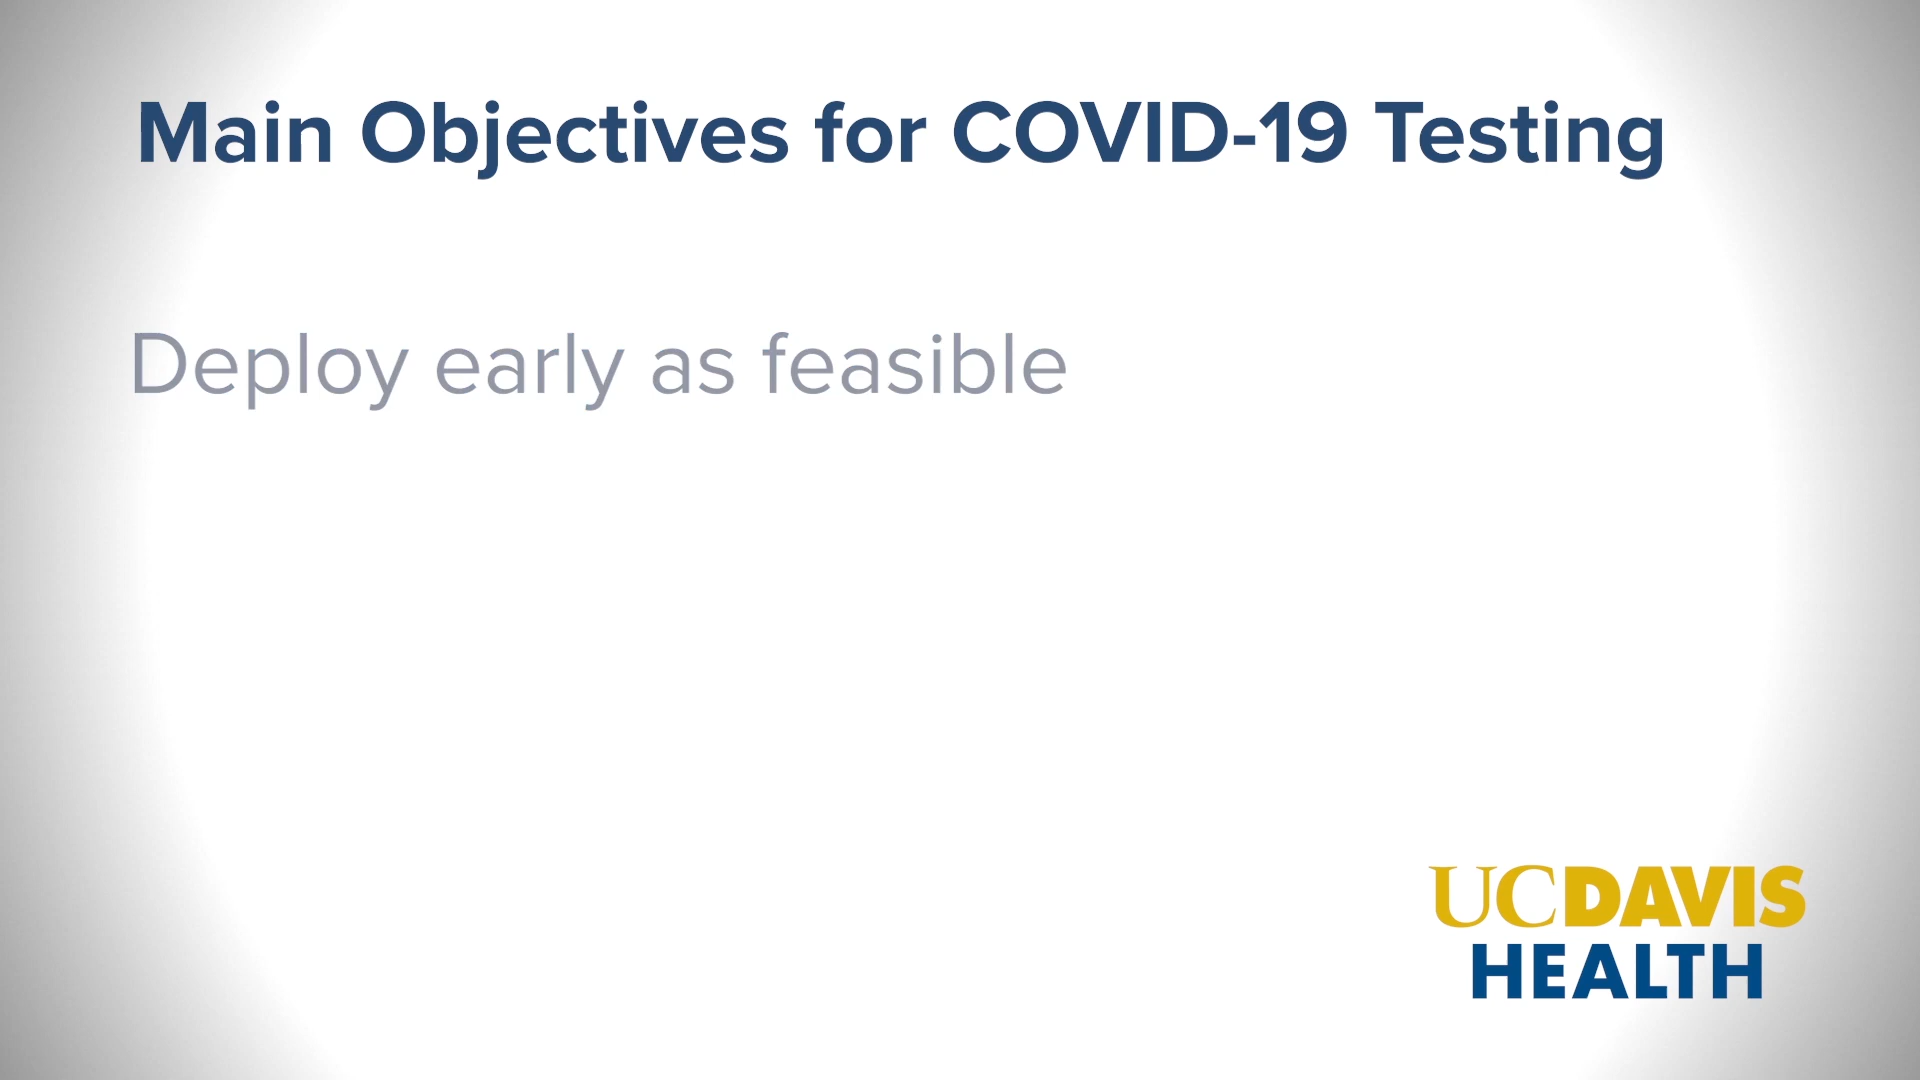 Main Objectives for COVID-19 Testing
Deploy early as feasible
UCDAVIS
HEALTH